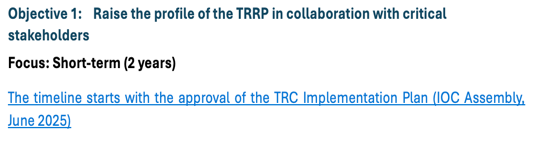 Objective 1: Raise the profile of the TRRP in collaboration with critical
stakeholders
Focus: Short-term (2 years)
The timeline starts with the approval of the TRC Implementation Plan (IOC Assembly,
June 2025)